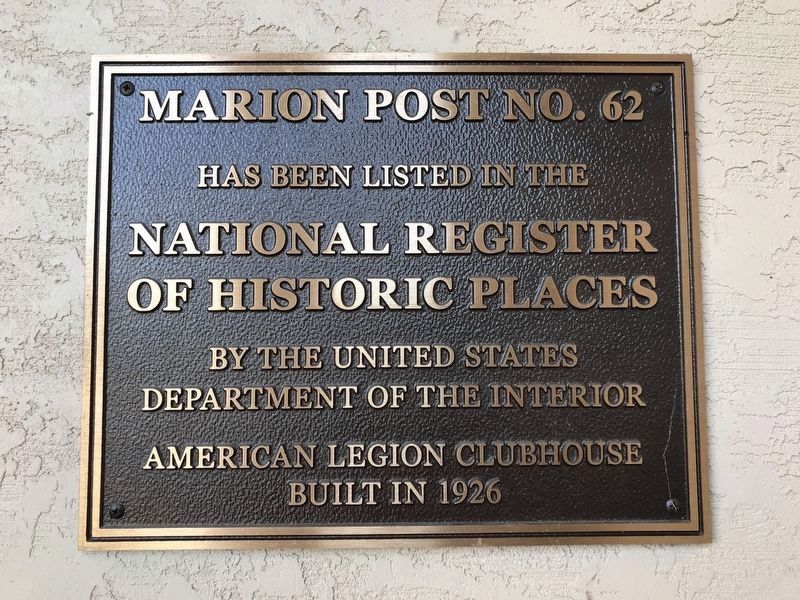 MARION POST NO. 62
HAS BEEN LISTED IN THE
NATIONAL REGISTER
OF HISTORIC PLACES
BY THE UNITED STATES
DEPARTMENT OF THE INTERIOR
AMERICAN LEGION CLUBHOUSE
BUILT IN 1926